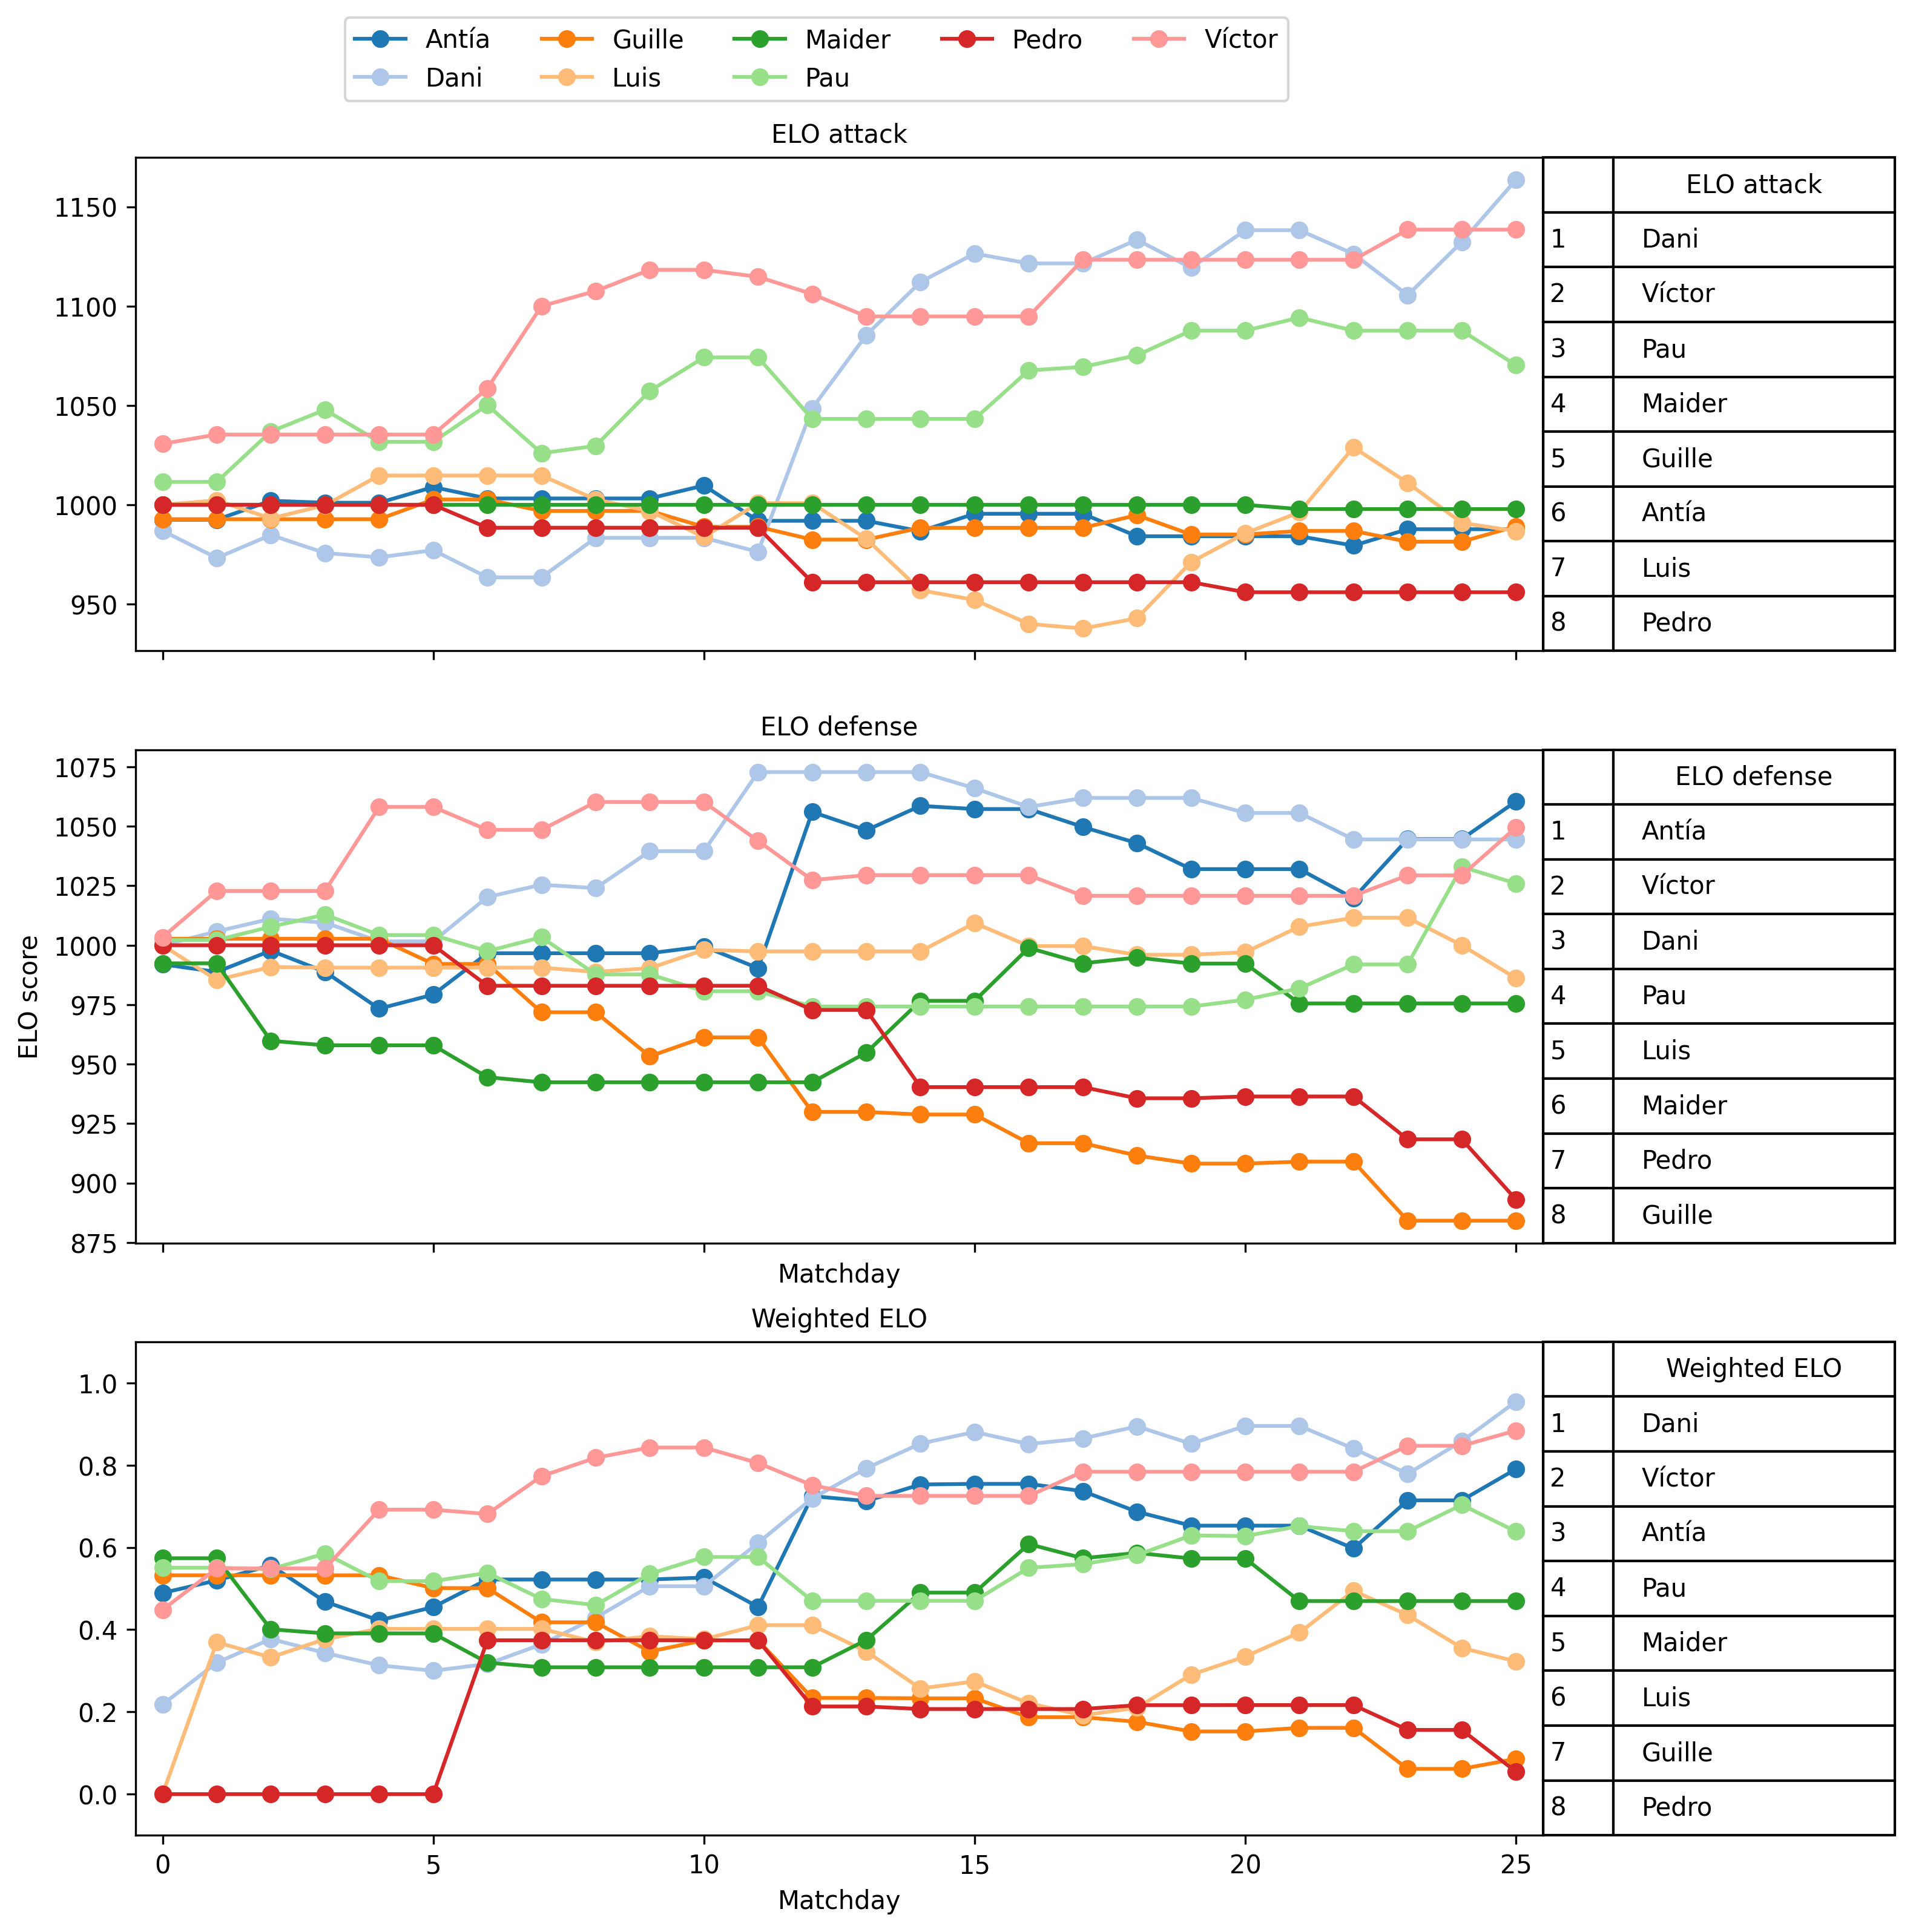 Antía Guille Maider Pedro Víctor
Dani Luis Pau
ELO attack
1150
1100
1050
1000
950
ELO attack
1 Dani
2 Víctor
3 Pau
4 Maider
5 Guille
6 Antía
7 Luis
8 Pedro
ELO defense
ELO score
1075
1050
1025
1000
975
950
925
900
875
Matchday
ELO defense
1 Antía
2 Víctor
3 Dani
4 Pau
5 Luis
6 Maider
7 Pedro
8 Guille
Weighted ELO
1.0
0.8
0.6
0.4
0.2
0.0
0 5 10 15 20 25
Matchday
Weighted ELO
1 Dani
2 Víctor
3 Antía
4 Pau
5 Maider
6 Luis
7 Guille
8 Pedro